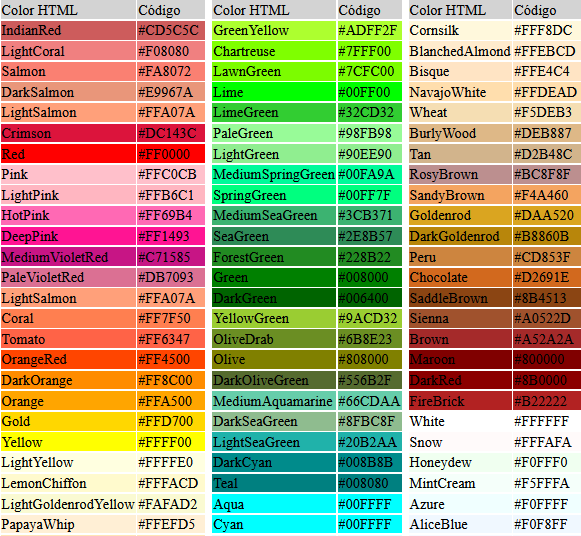 Color HTML Código
IndianRed #CD5C5C
LightCoral #F08080
Salmon #FA8072
DarkSalmon #E9967A
LightSalmon #FFA07A
Crimson #DC143C
Red #FF0000
Pink #FFC0CB
LightPink #FFB6C1
HotPink #FF69B4
DeepPink #FF1493
MediumVioletRed #C71585
PaleVioletRed #DB7093
LightSalmon #FFA07A
Coral #FF7F50
Tomato #FF6347
OrangeRed #FF4500
DarkOrange #FF8C00
Orange #FFA500
Gold #FFD700
Yellow #FFFF00
LightYellow #FFFFE0
LemonChiffon #FFFACD
LightGoldenrodYellow #FAFAD2
PapayaWhip #FFEFD5
Color HTML Código
GreenYellow #ADFF2F
Chartreuse #7FFF00
LawnGreen #7CFC00
Lime #00FF00
LimeGreen #32CD32
PaleGreen #98FB98
LightGreen #90EE90
MediumSpringGreen #00FA9A
SpringGreen #00FF7F
MediumSeaGreen #3CB371
SeaGreen #2E8B57
ForestGreen #228B22
Green #008000
DarkGreen #006400
YellowGreen #9ACD32
OliveDrab #6B8E23
Olive #808000
DarkOliveGreen #556B2F
MediumAquamarine #66CDAA
DarkSeaGreen #8FBC8F
LightSeaGreen #20B2AA
DarkCyan #008B8B
Teal #008080
Aqua #00FFFF
Cyan #00FFFF
Color HTML Código
Cornsilk #FFF8DC
BlanchedAlmond #FFEBCD
Bisque #FFE4C4
NavajoWhite #FFDEAD
Wheat #F5DEB3
BurlyWood #DEB887
Tan #D2B48C
RosyBrown #BC8F8F
SandyBrown #F4A460
Goldenrod #DAA520
DarkGoldenrod #B8860B
Peru #CD853F
Chocolate #D2691E
SaddleBrown #8B4513
Sienna #A0522D
Brown #A52A2A
Maroon #800000
DarkRed #8B0000
FireBrick #B22222
White #FFFFFF
Snow #FFFAFA
Honeydew #F0FFF0
MintCream #F5FFFA
Azure #F0FFFF
AliceBlue #F0F8FF